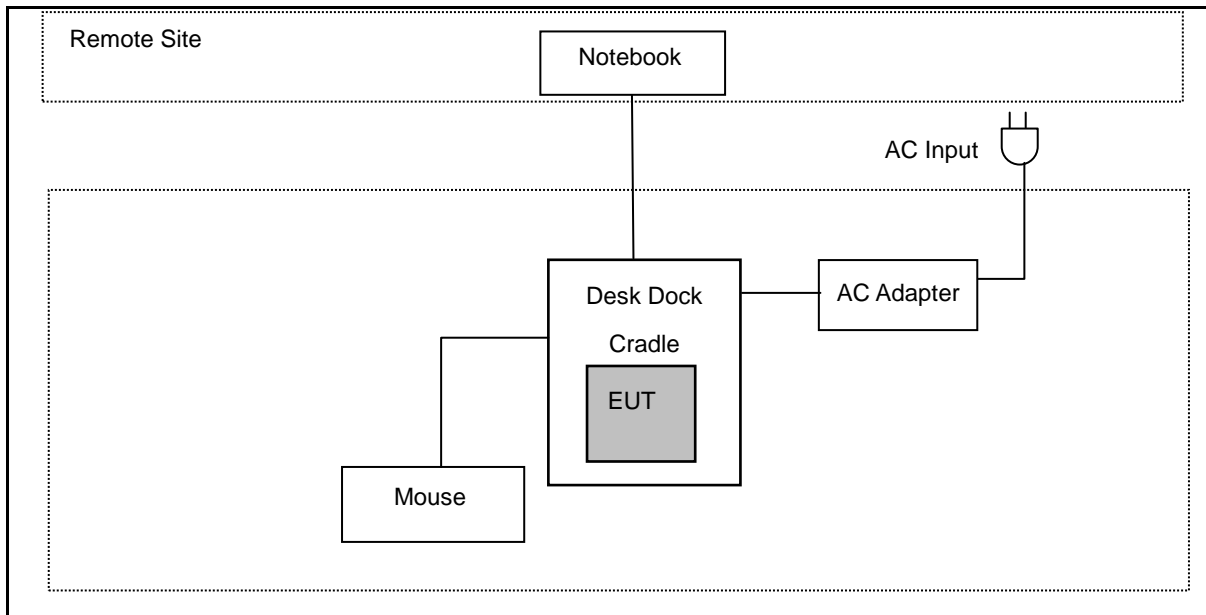 Remote Site
Notebook
AC Input
Desk Dock
AC Adapter
Cradle
EUT
Mouse